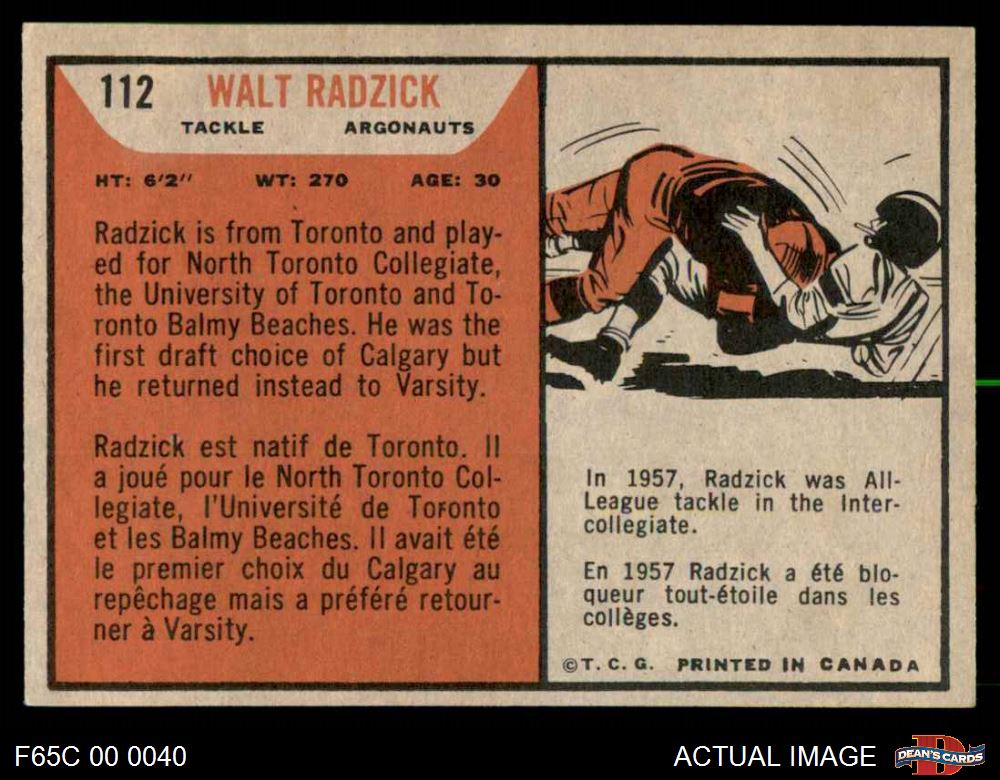 112 WALT RADZICK
TACKLE ARGONAUTS
HT: 6'2" WT: 270 AGE: 30
Radzick is from Toronto and play-
ed for North Toronto Collegiate,
the University of Toronto and To-
ronto Balmy Beaches. He was the
first draft choice of Calgary but
he returned instead to Varsity.
Radzick est natif de Toronto. Il
a joué pour le North Toronto Col-
legiate, l'Université de Toronto
et les Balmy Beaches. Il avait été
le premier choix du Calgary au
repêchage mais a préféré retour-
ner à Varsity.
In 1957, Radzick was All-
League tackle in the Inter-
collegiate.
En 1957 Radzick a été blo-
queur tout-étoile dans les
collèges.
©T. C. G. PRINTED IN CANADA
F65C 00 0040
ACTUAL IMAGE
DEAN'S CARDS